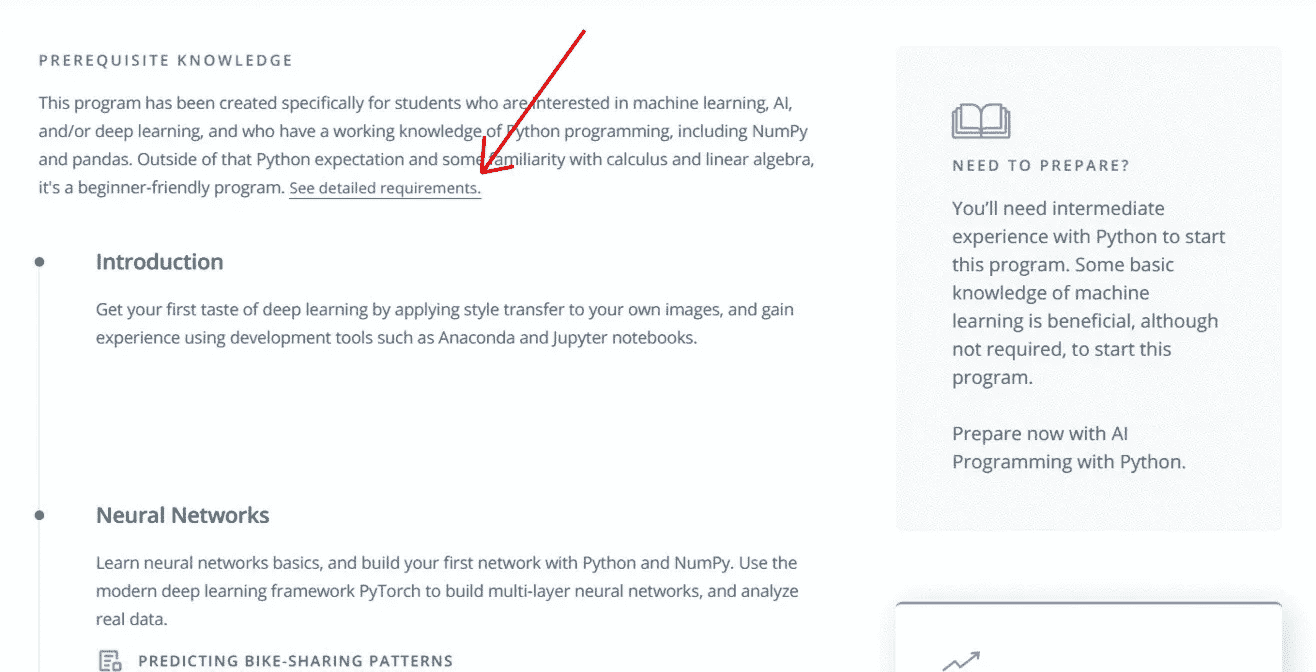 PREREQUISITE KNOWLEDGE
This program has been created specifically for students who are interested in machine learning, AI,
and/or deep learning, and who have a working knowledge of Python programming, including NumPy
and pandas. Outside of that Python expectation and some familiarity with calculus and linear algebra,
it's a beginner-friendly program. See detailed requirements.
Introduction
Get your first taste of deep learning by applying style transfer to your own images, and gain
experience using development tools such as Anaconda and Jupyter notebooks.
Neural Networks
Learn neural networks basics, and build your first network with Python and NumPy. Use the
modern deep learning framework PyTorch to build multi-layer neural networks, and analyze
real data.
PREDICTING BIKE-SHARING PATTERNS
NEED TO PREPARE?
You’ll need intermediate
experience with Python to start
this program. Some basic
knowledge of machine
learning is beneficial, although
not required, to start this
program.
Prepare now with AI
Programming with Python.